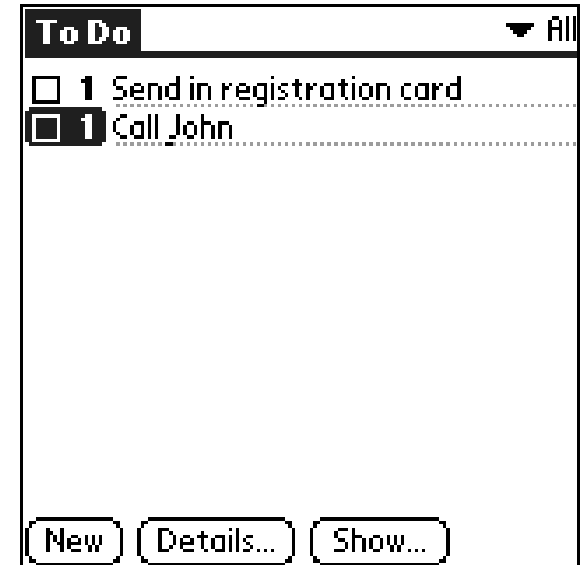 To Do All
1 Send in registration card
1 Call John
New Details... Show...